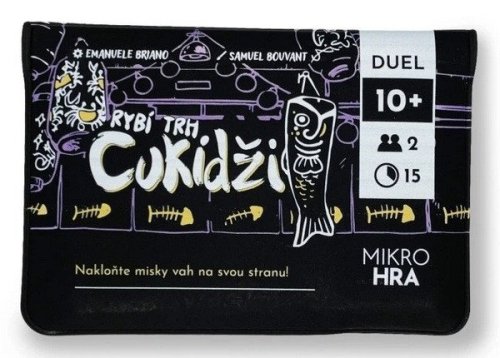 EMANUELE BRIANO
SAMUEL BOUVANT
RYBÍ TRH
CUKIDŽI
Nakloňte misky vah na svou stranu!
DUEL
10+
2
15
MIKRO
HRA